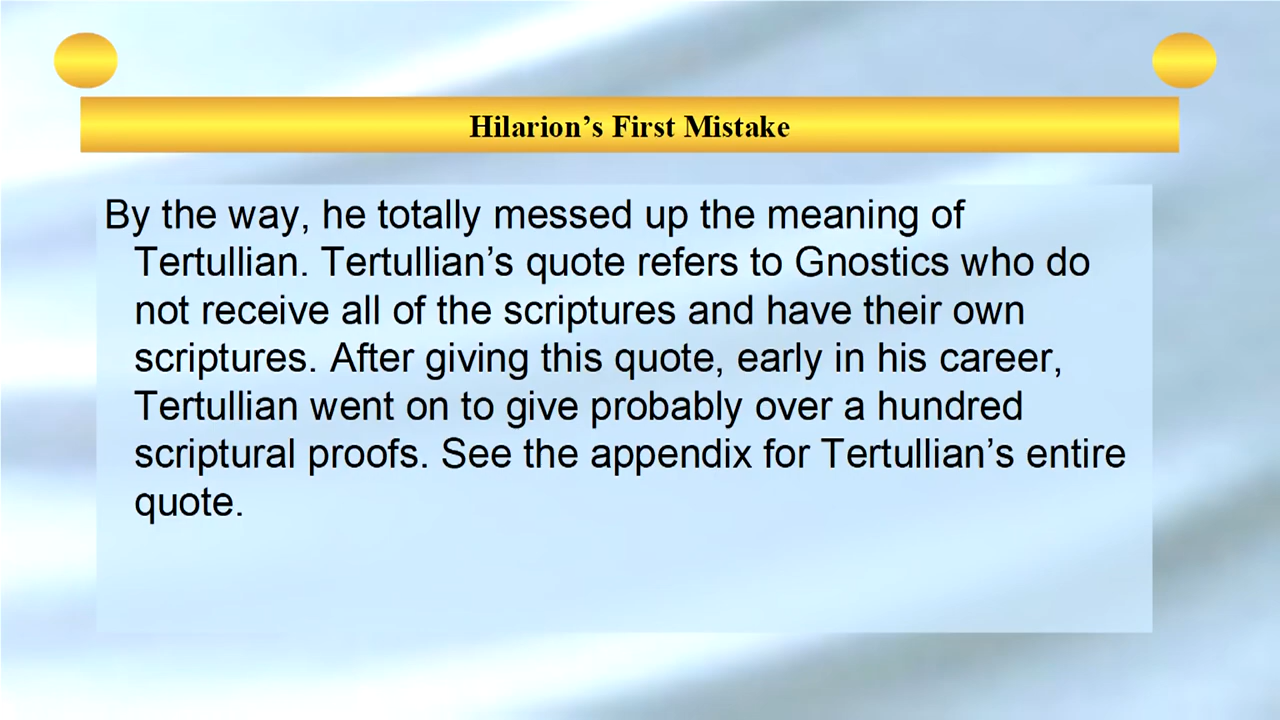 Hilarion’s First Mistake
By the way, he totally messed up the meaning of
Tertullian. Tertullian’s quote refers to Gnostics who do
not receive all of the scriptures and have their own
scriptures. After giving this quote, early in his career,
Tertullian went on to give probably over a hundred
scriptural proofs. See the appendix for Tertullian’s entire
quote.